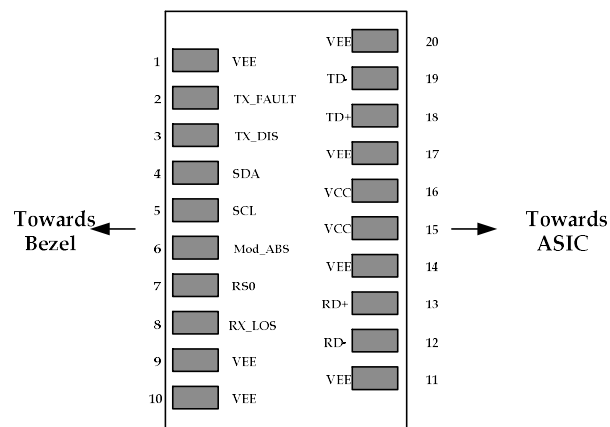 VEE 20
1 VEE
TD- 19
2 TX_FAULT
TD+ 18
3 TX_DIS
VEE 17
4 SDA
VCC 16
5 SCL
Towards
Bezel
VCC 15
Towards
ASIC
6 Mod_ABS
VEE 14
7 RS0
RD+ 13
8 RX_LOS
RD- 12
9 VEE
VEE 11
10 VEE